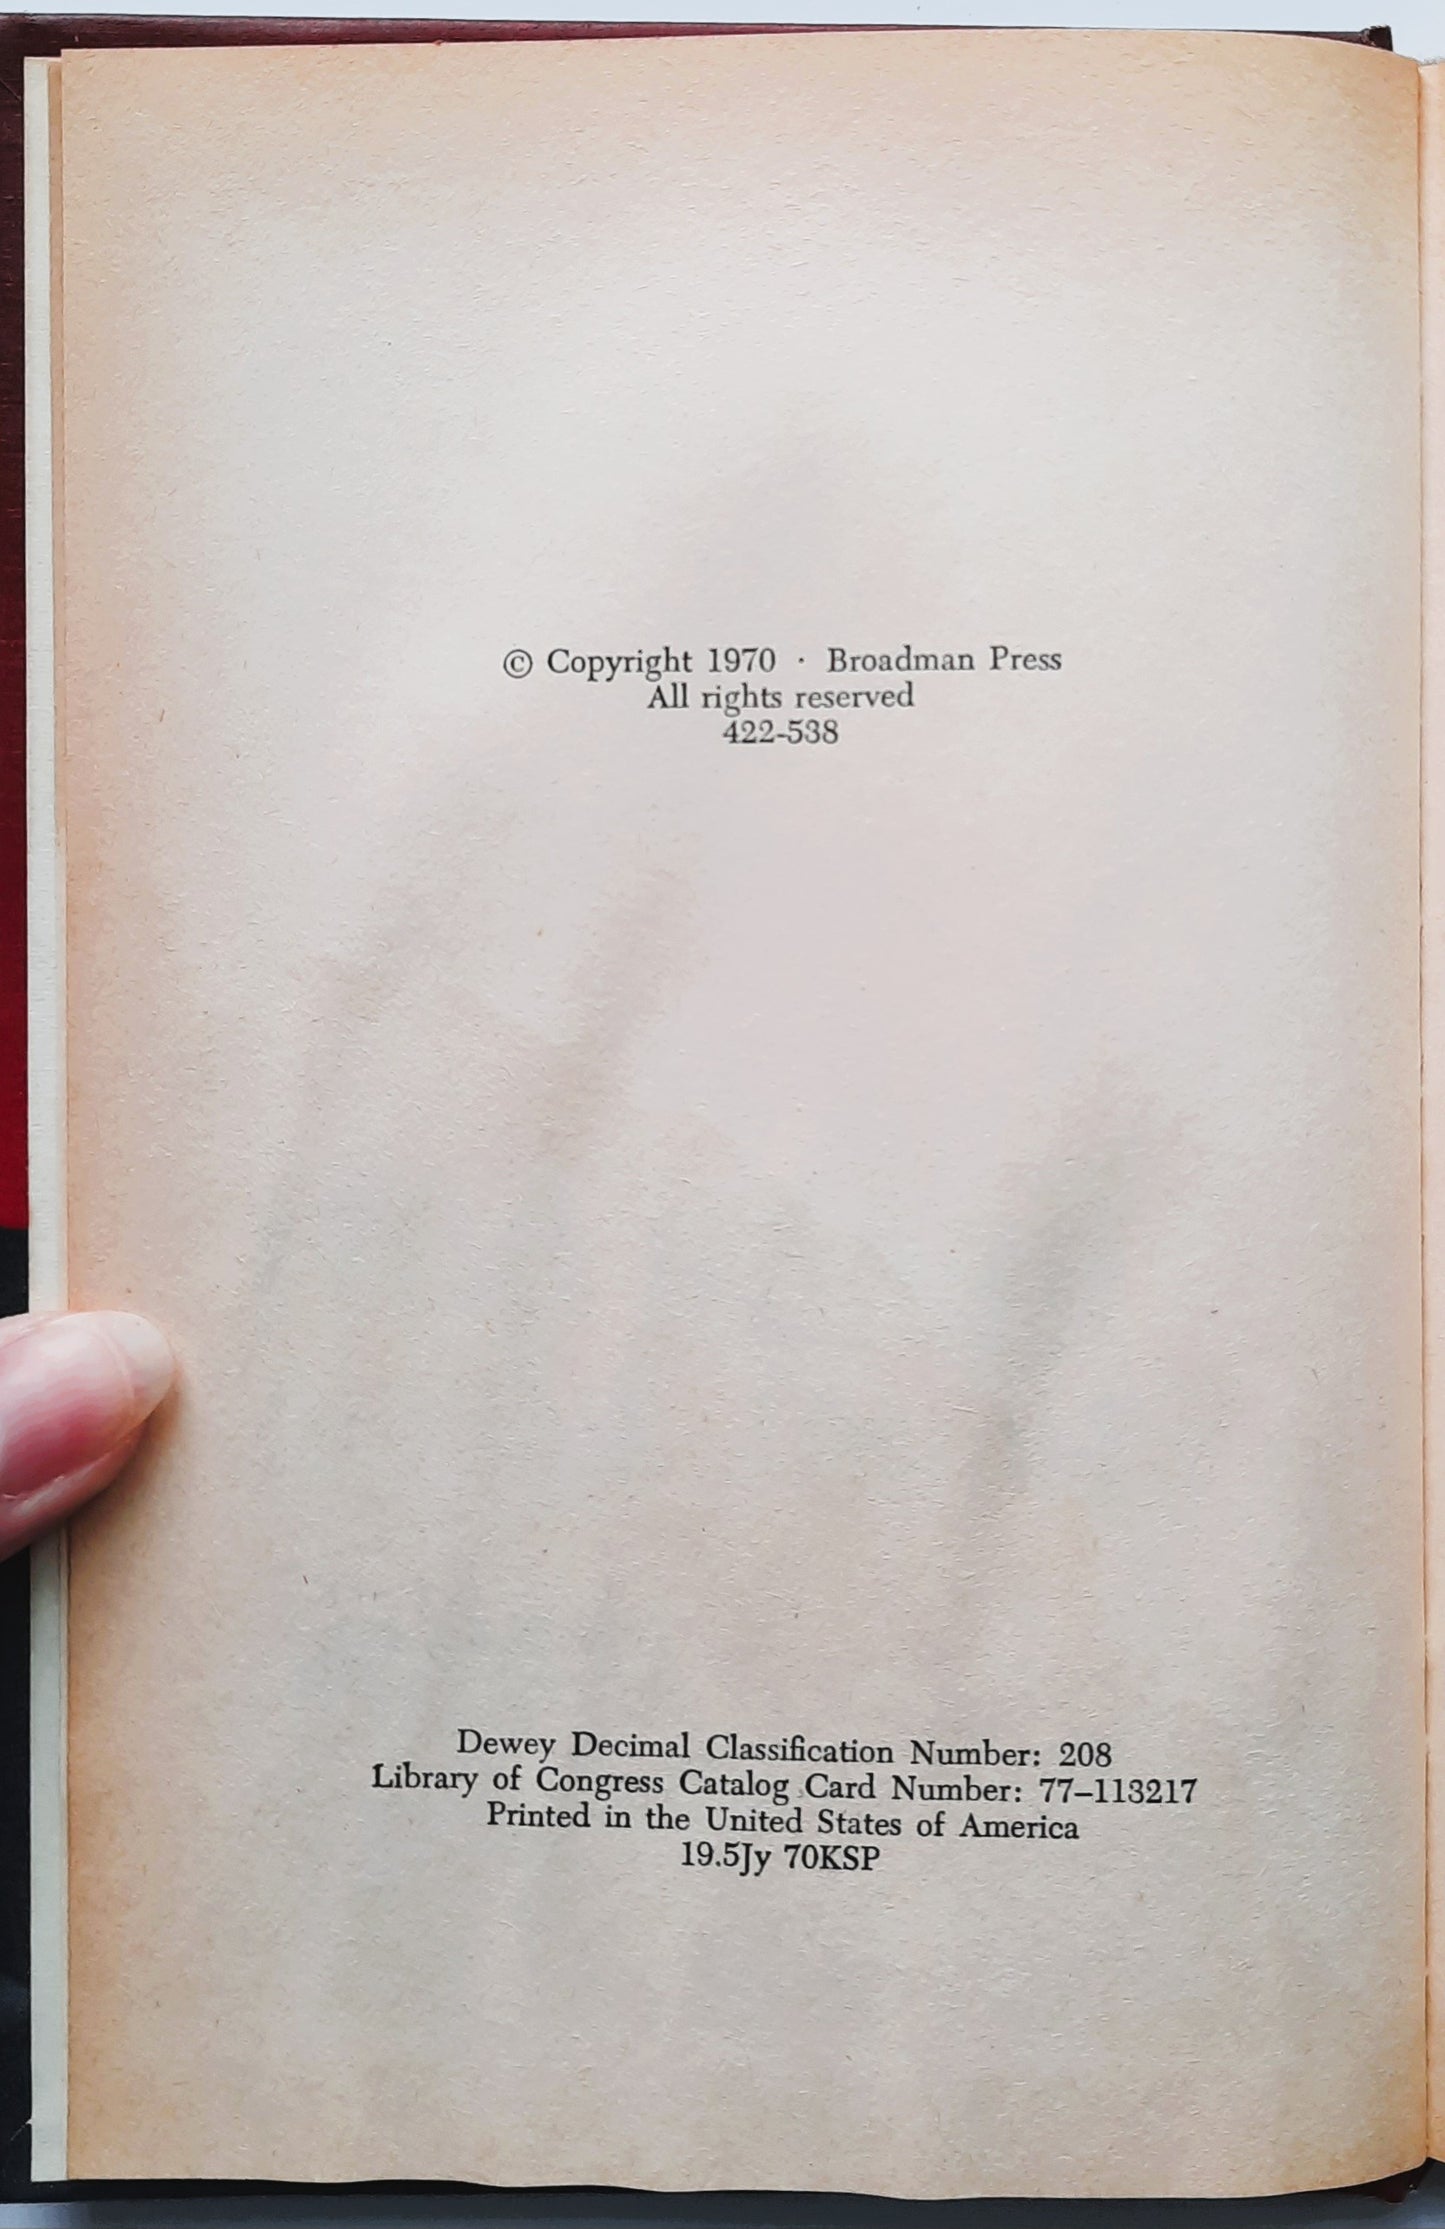 © Copyright 1970 · Broadman Press
All rights reserved
422-538
Dewey Decimal Classification Number: 208
Library of Congress Catalog Card Number: 77–113217
Printed in the United States of America
19.5Jy 70KSP